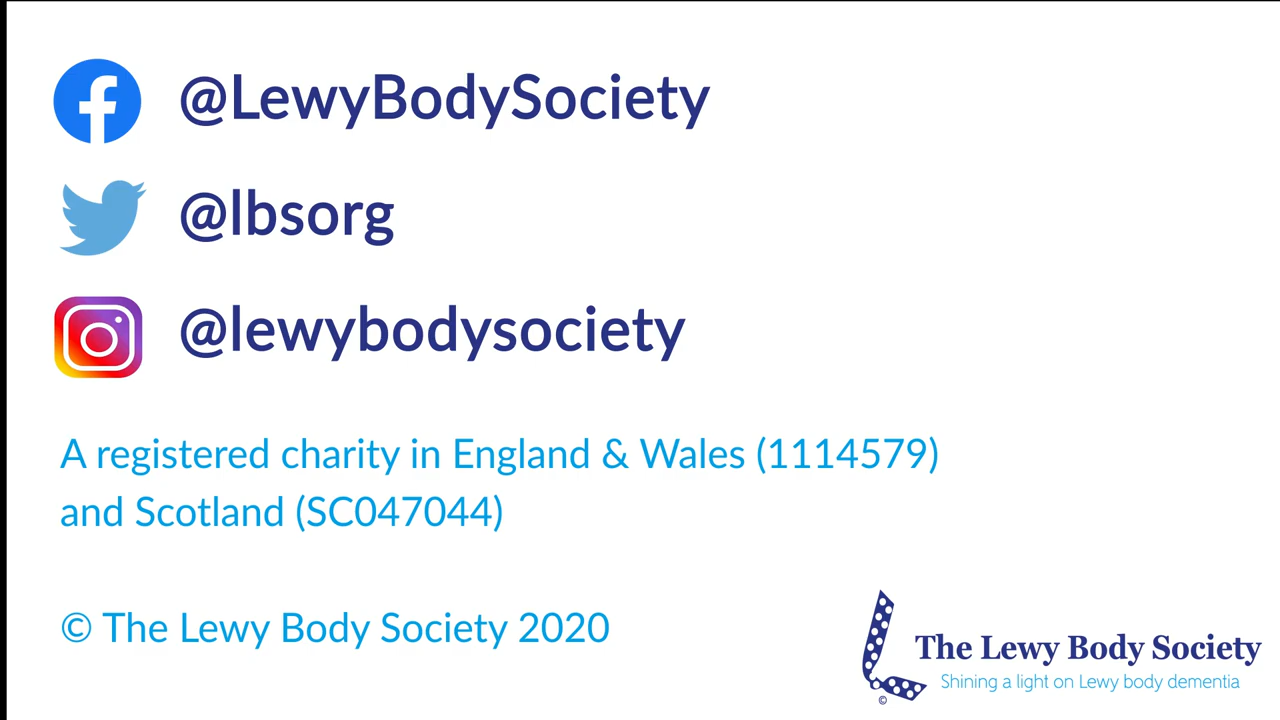 @LewyBodySociety
@lbsorg
@lewybodysociety
A registered charity in England & Wales (1114579)
and Scotland (SC047044)
© The Lewy Body Society 2020
The Lewy Body Society
Shining a light on Lewy body dementia
©